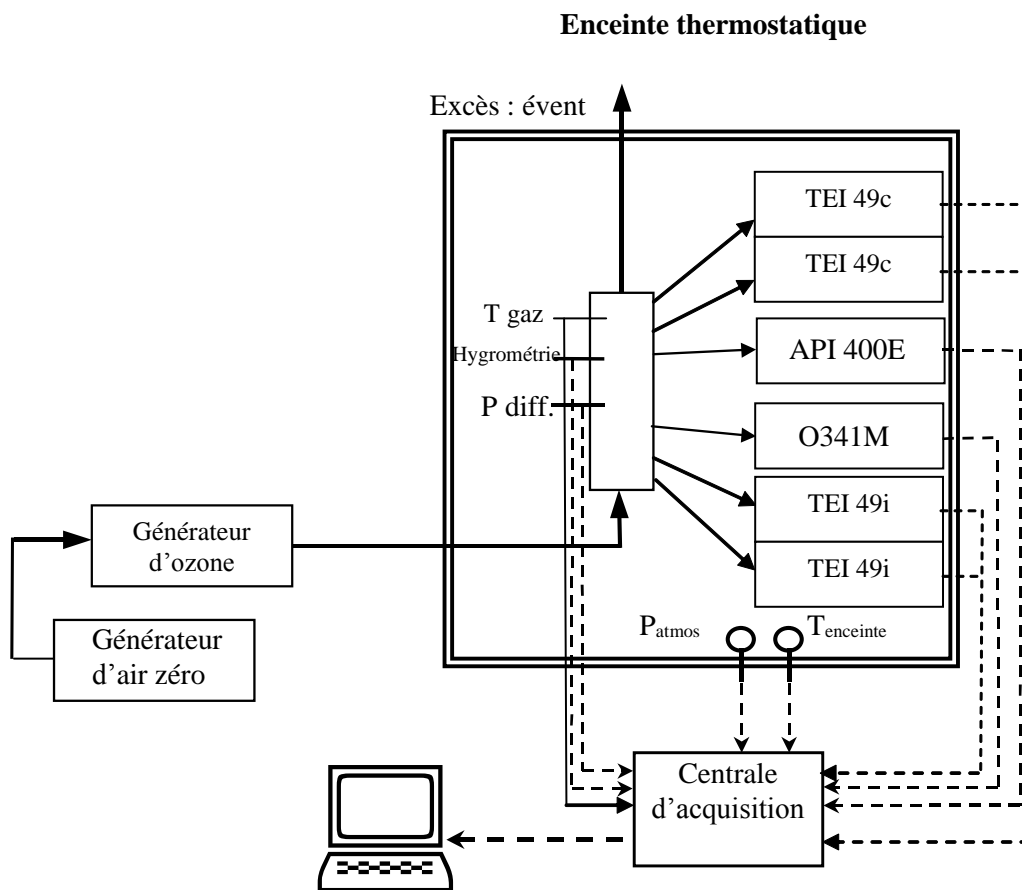 Enceinte thermostatique
Excès : évent
TEI 49c
TEI 49c
T gaz
Hygrométrie
API 400E
P diff.
O341M
TEI 49i
TEI 49i
Générateur
d'ozone
Générateur
d'air zéro
Patmos
Tenceinte
Centrale
d'acquisition